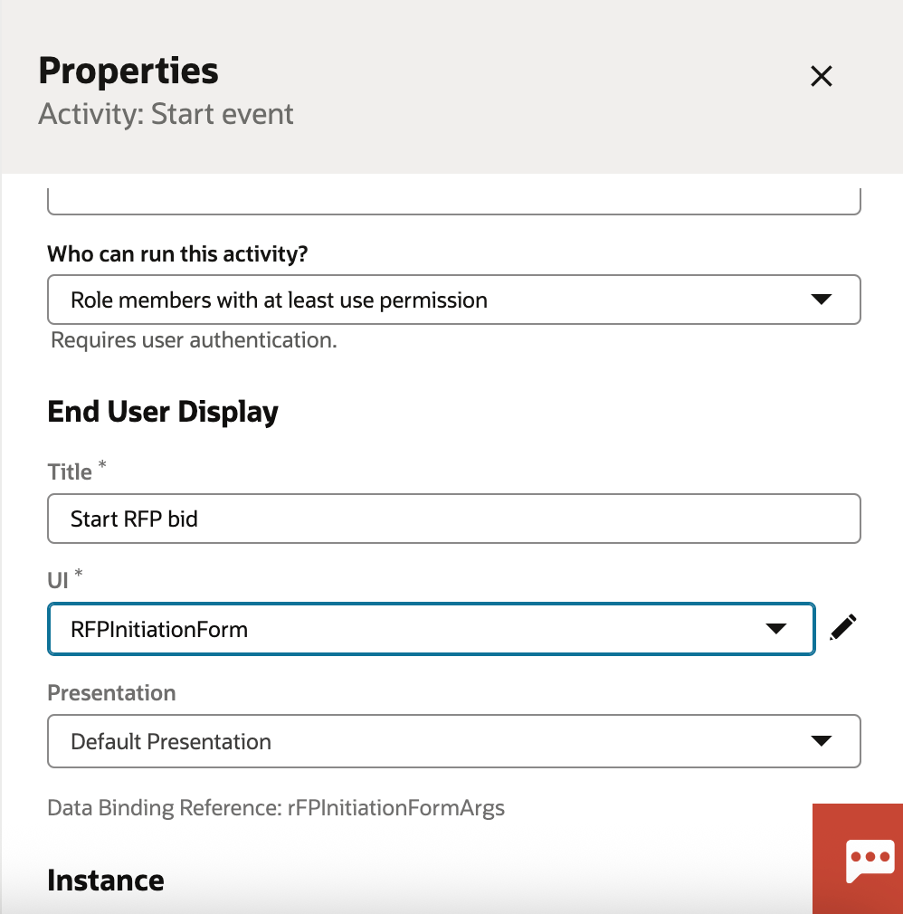 Properties
Activity: Start event
Who can run this activity?
Role members with at least use permission
Requires user authentication.
End User Display
Title *
Start RFP bid
UI *
RFPInitiationForm
Presentation
Default Presentation
Data Binding Reference: rFPInitiationFormArgs
Instance